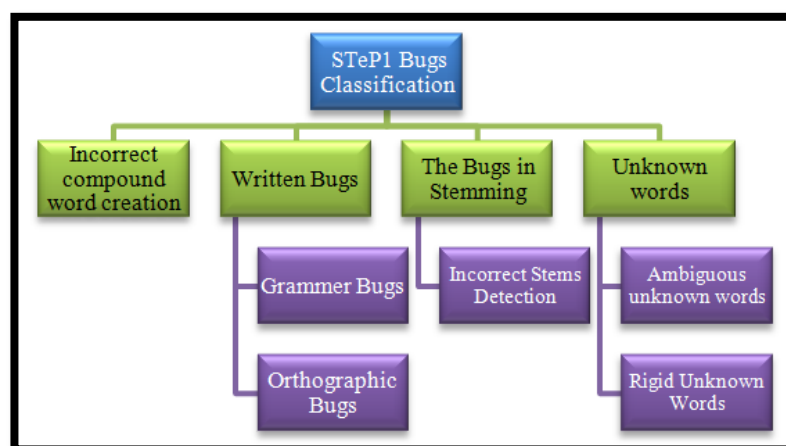 STeP1 Bugs
Classification
Incorrect
compound
word creation
Written Bugs
The Bugs in
Stemming
Unknown
words
Grammer Bugs
Incorrect Stems
Detection
Ambiguous
unknown words
Orthographic
Bugs
Rigid Unknown
Words